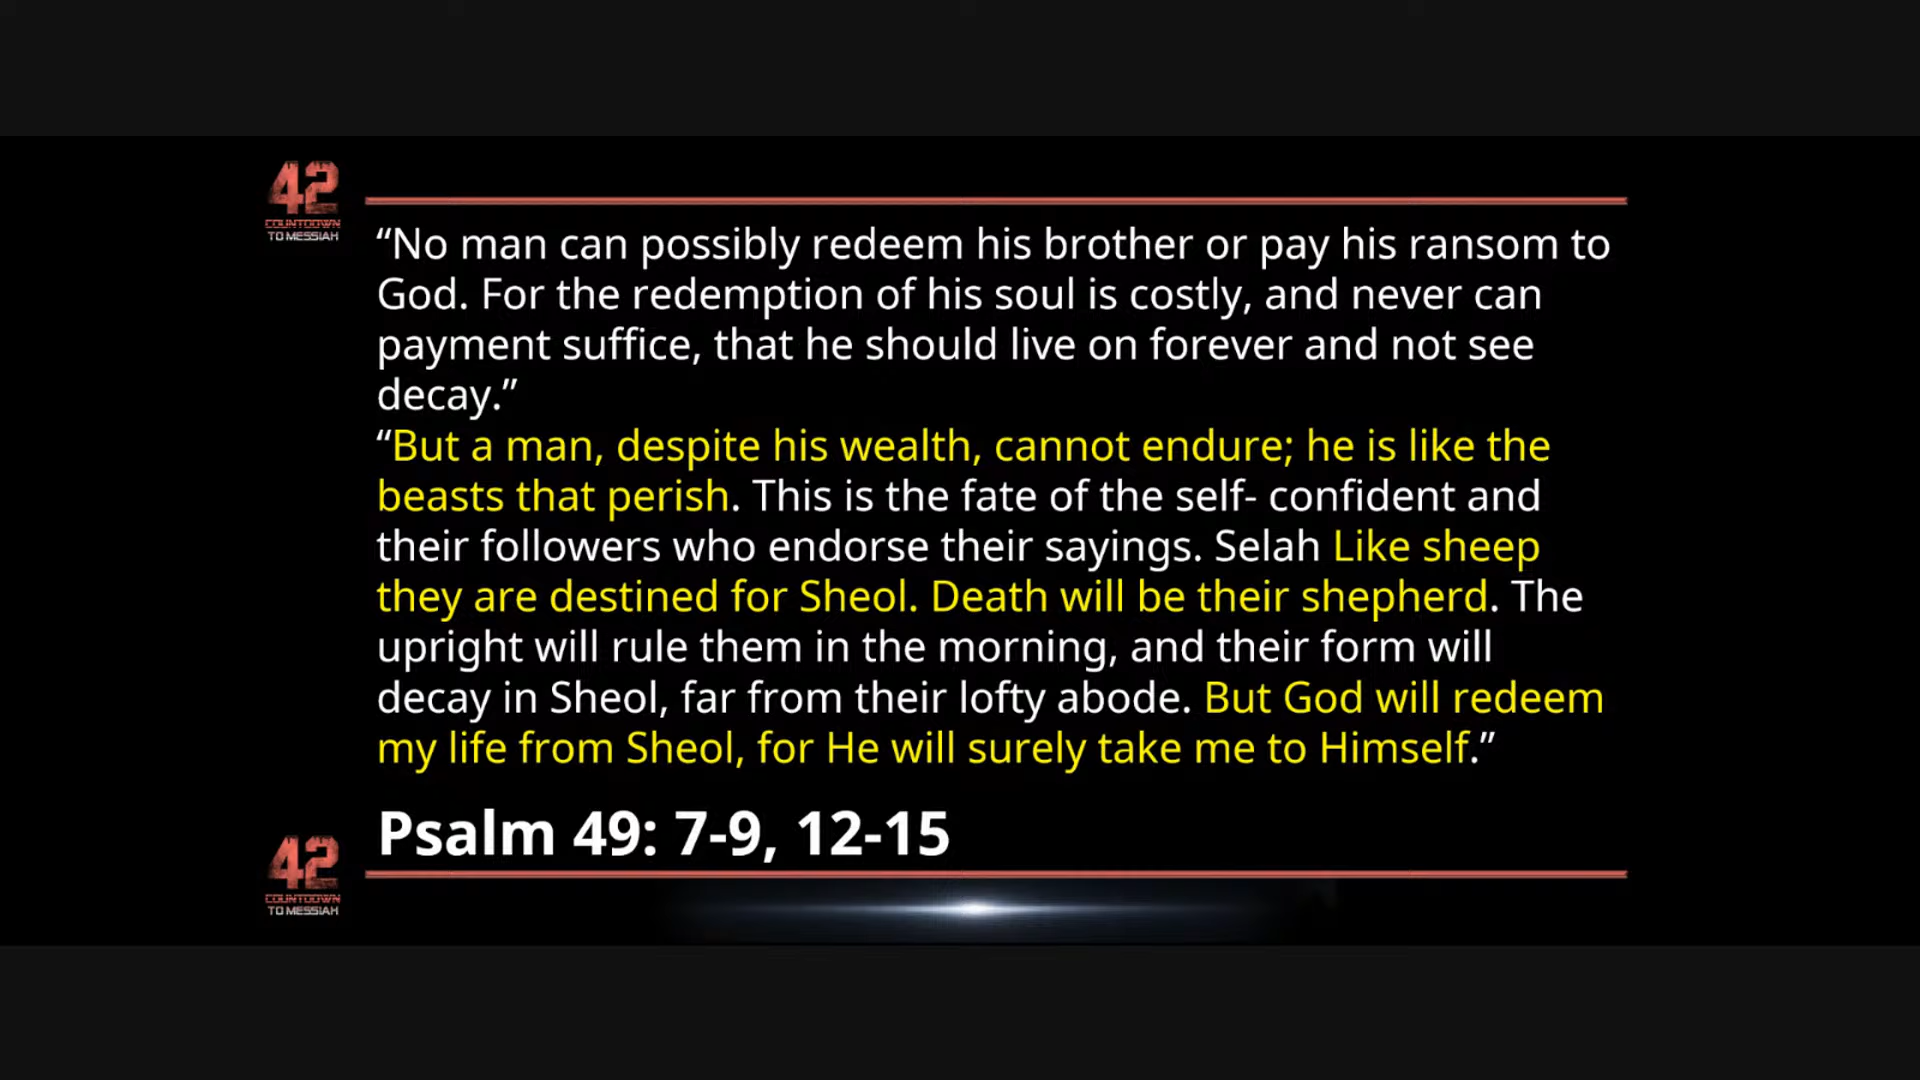 42
COUNTDOWN
TO MESSIAH
“No man can possibly redeem his brother or pay his ransom to
God. For the redemption of his soul is costly, and never can
payment suffice, that he should live on forever and not see
decay.”
“But a man, despite his wealth, cannot endure; he is like the
beasts that perish. This is the fate of the self- confident and
their followers who endorse their sayings. Selah Like sheep
they are destined for Sheol. Death will be their shepherd. The
upright will rule them in the morning, and their form will
decay in Sheol, far from their lofty abode. But God will redeem
my life from Sheol, for He will surely take me to Himself.”
Psalm 49: 7-9, 12-15
42
COUNTDOWN
TO MESSIAH